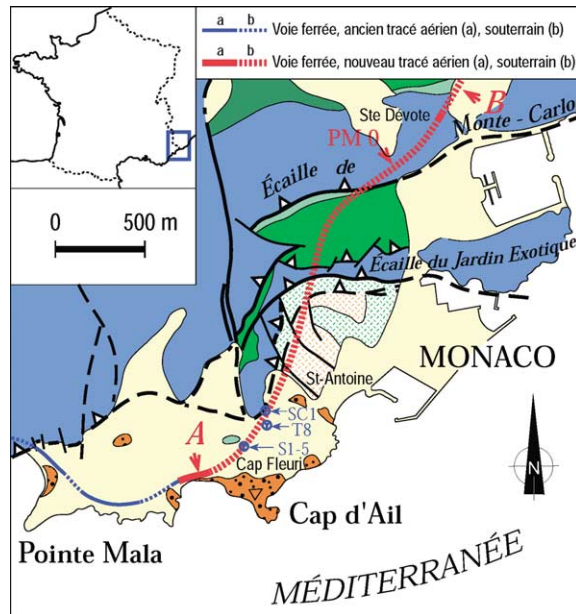 a b
Voie ferrée, ancien tracé aérien (a), souterrain (b)
a b
Voie ferrée, nouveau tracé aérien (a), souterrain (b)
Ste Dévote
B
PM 0
Monte - Carlo
Écaille de
0 500 m
Écaille du Jardin Exotique
MONACO
St-Antoine
SC1
T8
S1-5
A
Cap Fleuri
N
Cap d'Ail
Pointe Mala
MÉDITERRANÉE